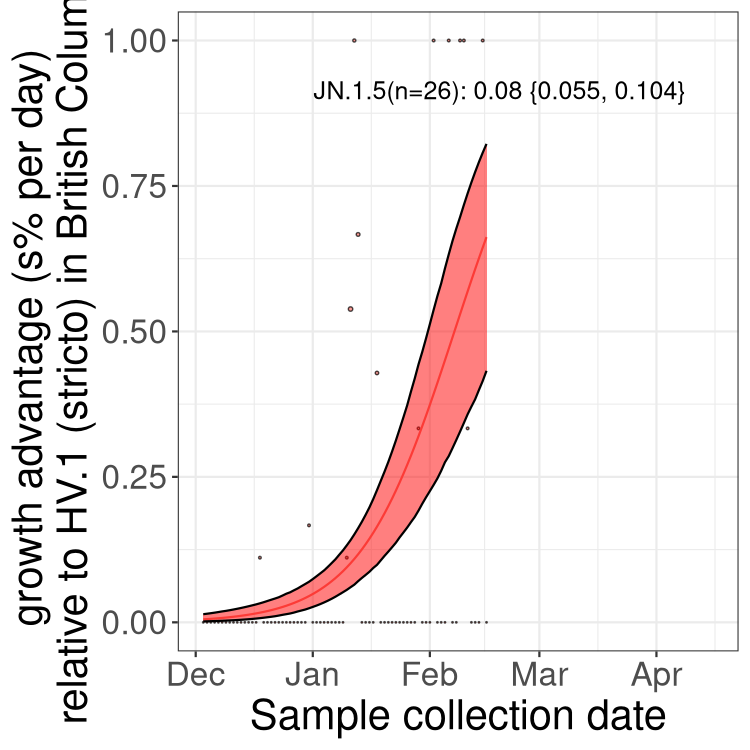 growth advantage (s% per day)
relative to HV.1 (stricto) in British Colum
1.00
0.75
0.50
0.25
0.00
JN.1.5(n=26): 0.08 {0.055, 0.104}
Dec Jan Feb Mar Apr
Sample collection date